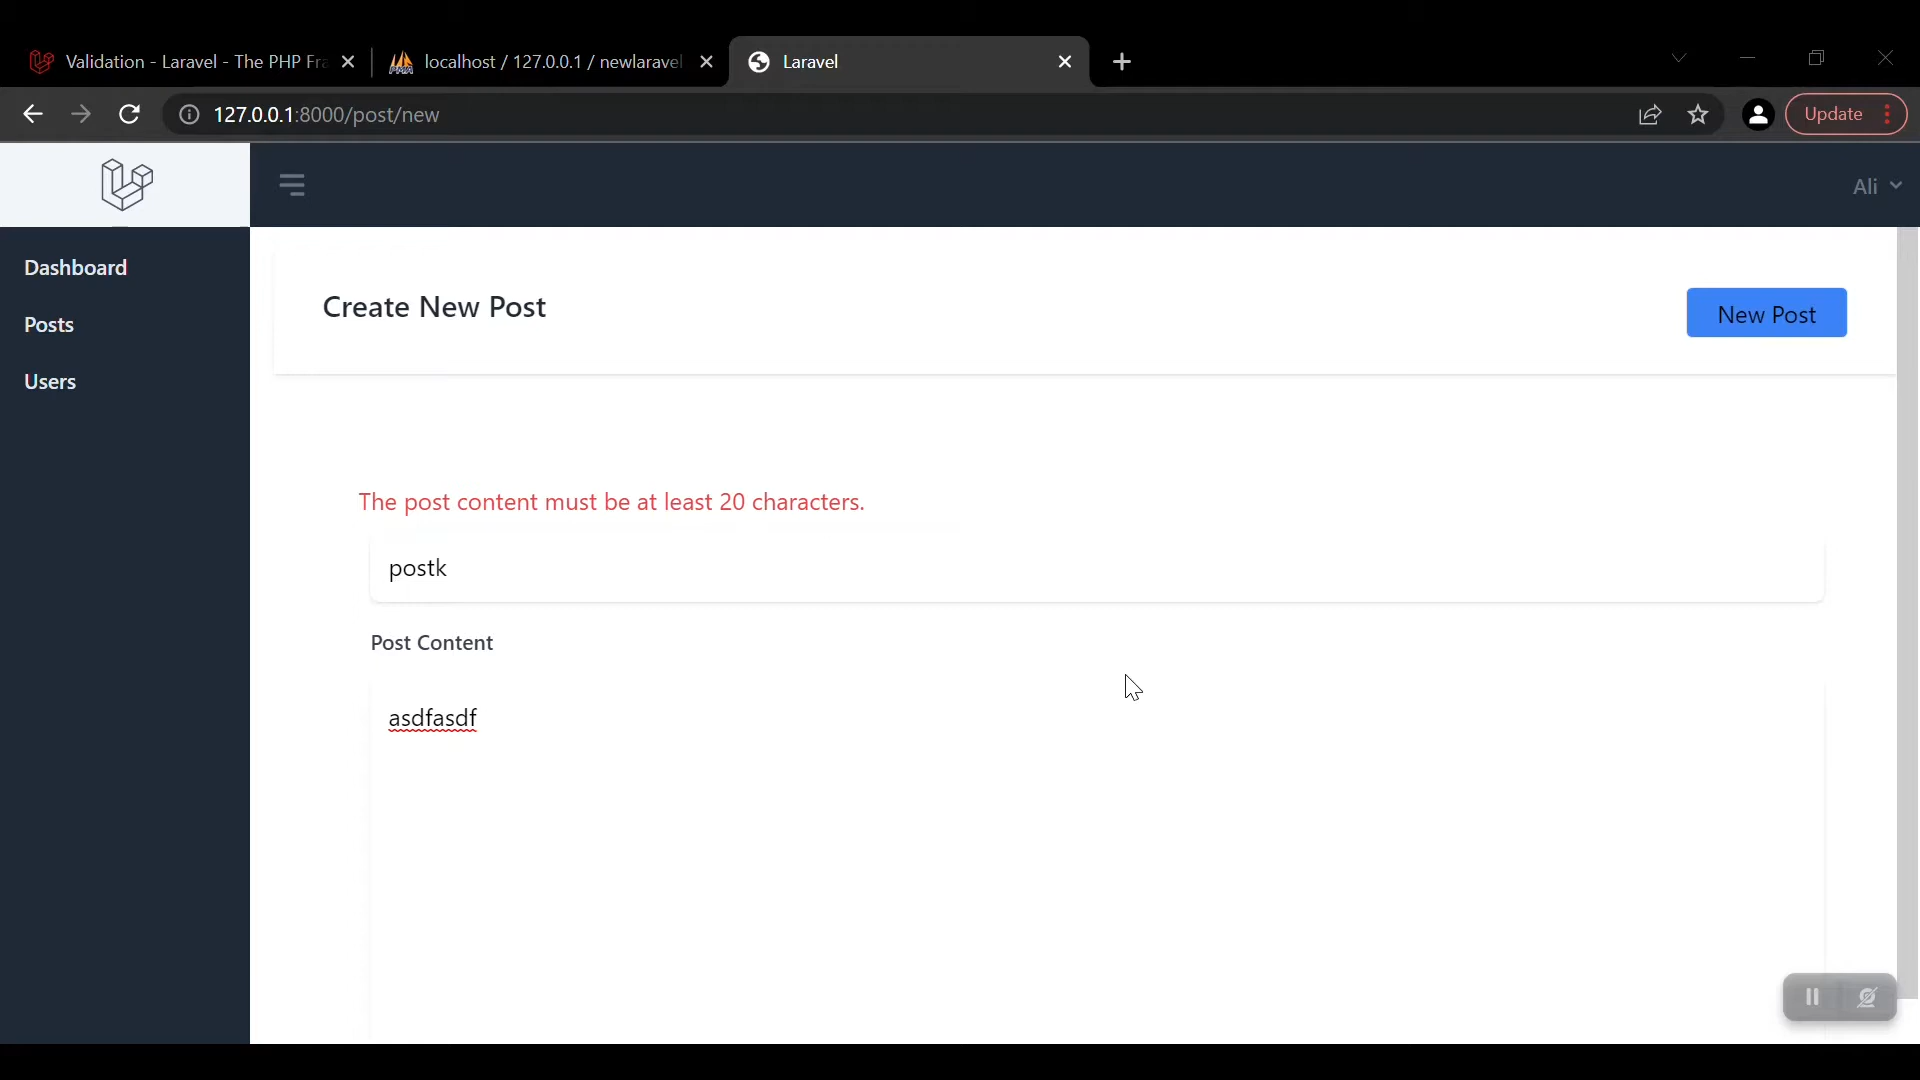 Validation - Laravel - The PHP Fra
localhost / 127.0.0.1 / newlaravel
Laravel
127.0.0.1:8000/post/new
Update
Ali
Dashboard
Posts
Users
Create New Post
New Post
The post content must be at least 20 characters.
postk
Post Content
asdfasdf